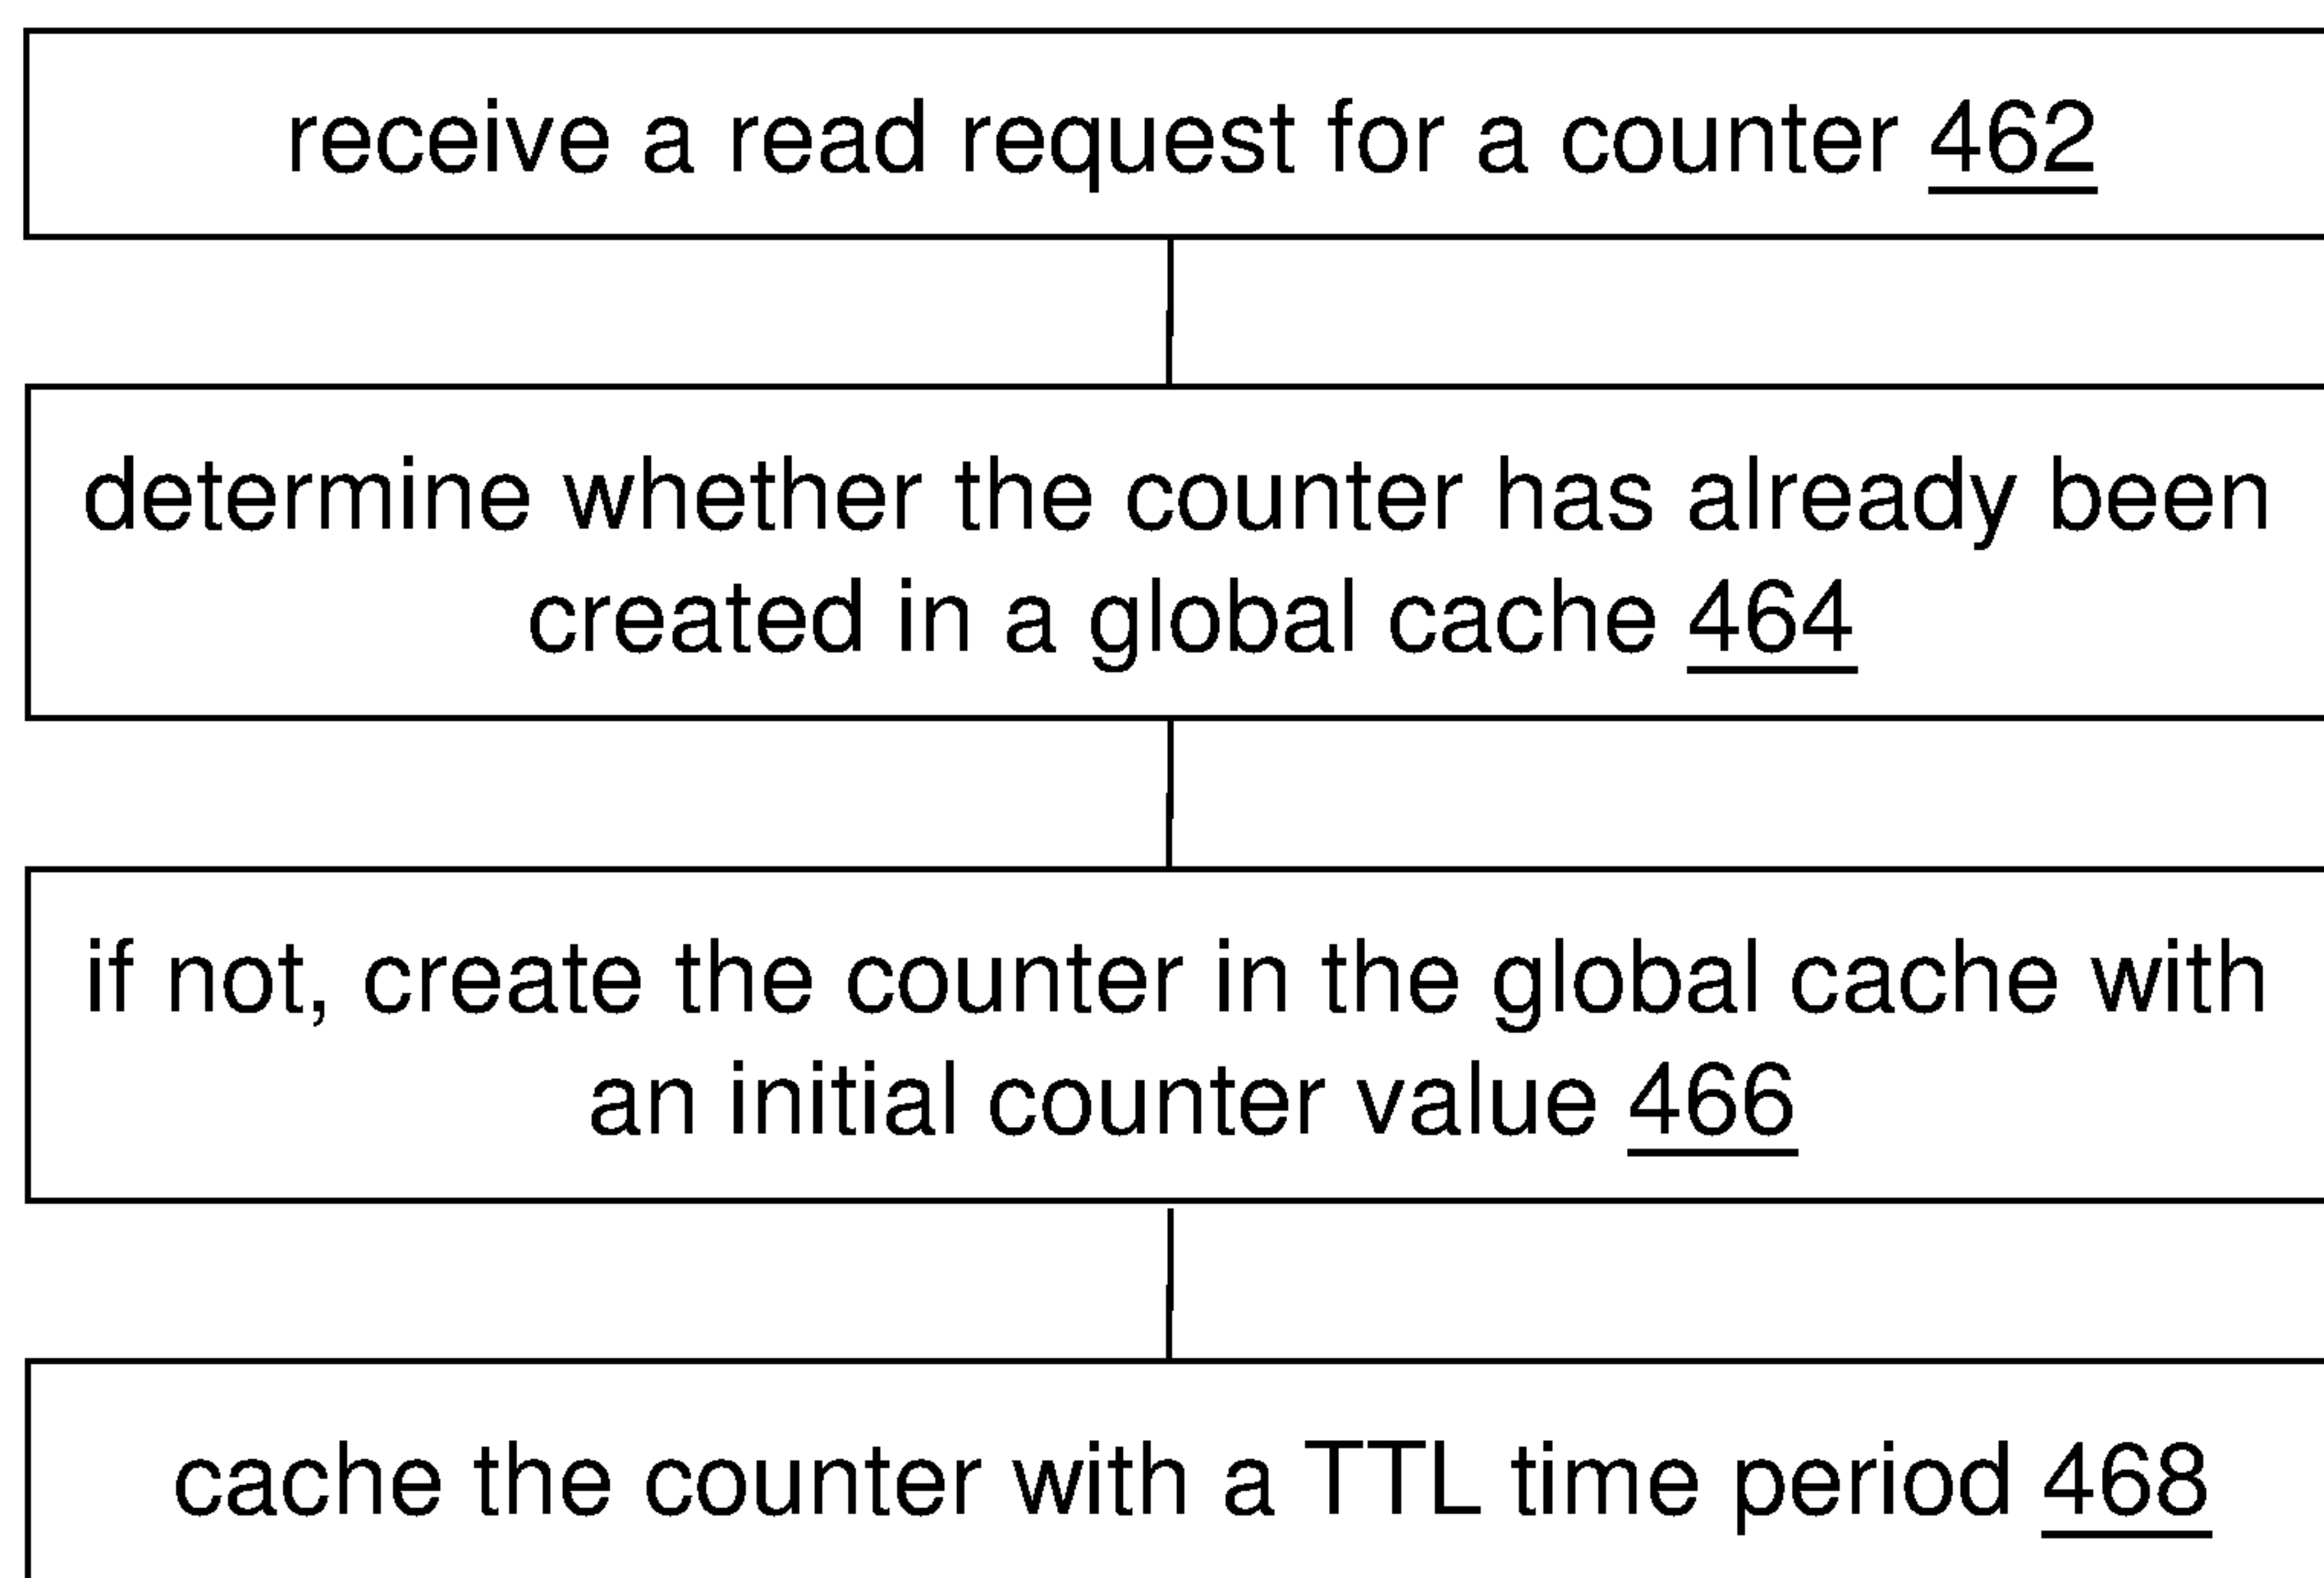 receive a read request for a counter 462
determine whether the counter has already been
created in a global cache 464
if not, create the counter in the global cache with
an initial counter value 466
cache the counter with a TTL time period 468